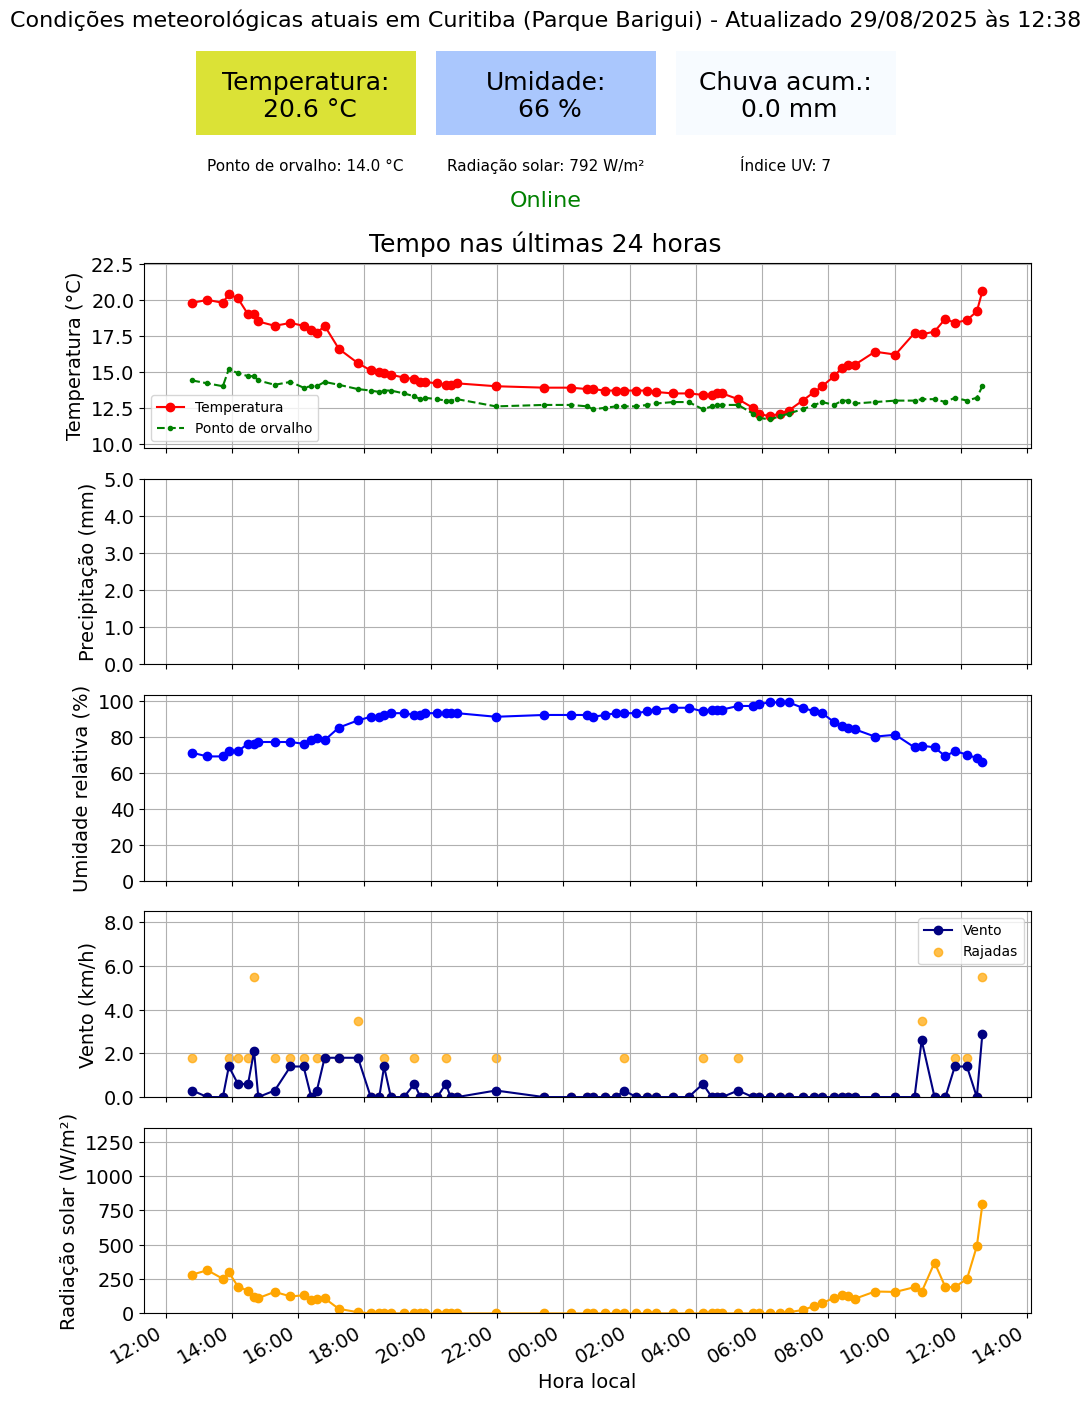 Condições meteorológicas atuais em Curitiba (Parque Barigui) - Atualizado 29/08/2025 às 12:38
Temperatura:
20.6 °C
Umidade:
66 %
Chuva acum.:
0.0 mm
Ponto de orvalho: 14.0 °C
Radiação solar: 792 W/m²
Índice UV: 7
Online
Tempo nas últimas 24 horas
Temperatura (°C)
22.5
20.0
17.5
15.0
12.5
10.0
Temperatura
Ponto de orvalho
Precipitação (mm)
5.0
4.0
3.0
2.0
1.0
0.0
Umidade relativa (%)
100
80
60
40
20
0
Vento (km/h)
8.0
6.0
4.0
2.0
0.0
Vento
Rajadas
Radiação solar (W/m²)
1250
1000
750
500
250
0
12:00
14:00
16:00
18:00
20:00
22:00
00:00
02:00
04:00
06:00
08:00
10:00
12:00
14:00
Hora local